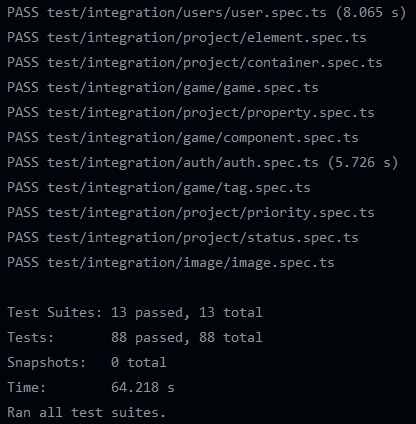 PASS test/integration/users/user.spec.ts (8.065 s)
PASS test/integration/project/element.spec.ts
PASS test/integration/project/container.spec.ts
PASS test/integration/game/game.spec.ts
PASS test/integration/project/property.spec.ts
PASS test/integration/game/component.spec.ts
PASS test/integration/auth/auth.spec.ts (5.726 s)
PASS test/integration/game/tag.spec.ts
PASS test/integration/project/priority.spec.ts
PASS test/integration/project/status.spec.ts
PASS test/integration/image/image.spec.ts

Test Suites: 13 passed, 13 total
Tests:       88 passed, 88 total
Snapshots:   0 total
Time:        64.218 s
Ran all test suites.